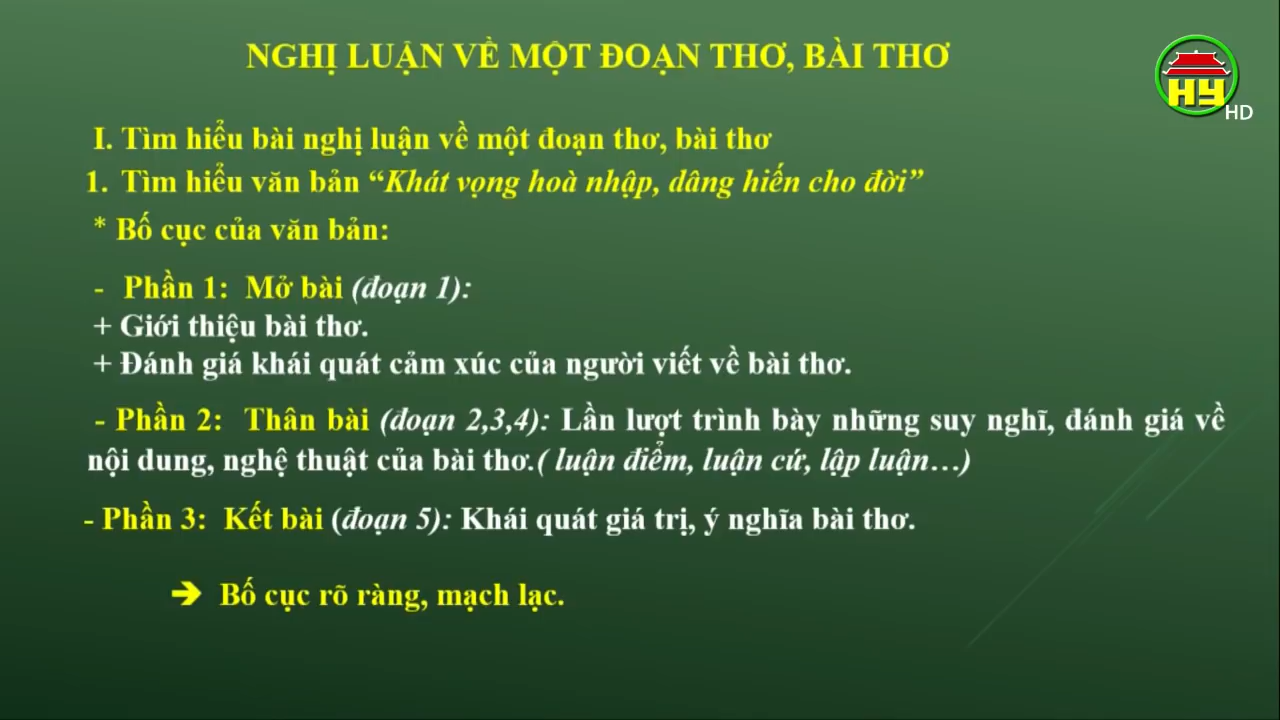 NGHỊ LUẬN VỀ MỘT ĐOẠN THƠ, BÀI THƠ
HY
HD
I. Tìm hiểu bài nghị luận về một đoạn thơ, bài thơ
1. Tìm hiểu văn bản “Khát vọng hoà nhập, dâng hiến cho đời”
* Bố cục của văn bản:
- Phần 1: Mở bài (đoạn 1):
+ Giới thiệu bài thơ.
+ Đánh giá khái quát cảm xúc của người viết về bài thơ.
- Phần 2: Thân bài (đoạn 2,3,4): Lần lượt trình bày những suy nghĩ, đánh giá về
nội dung, nghệ thuật của bài thơ.( luận điểm, luận cứ, lập luận…)
- Phần 3: Kết bài (đoạn 5): Khái quát giá trị, ý nghĩa bài thơ.
➔ Bố cục rõ ràng, mạch lạc.